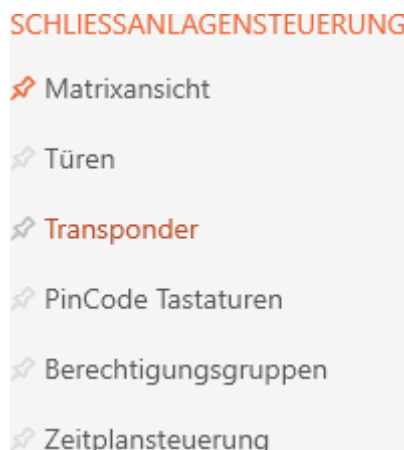 SCHLIESSANLAGENSTEUERUNG
Matrixansicht
Türen
Transponder
PinCode Tastaturen
Berechtigungsgruppen
Zeitplansteuerung